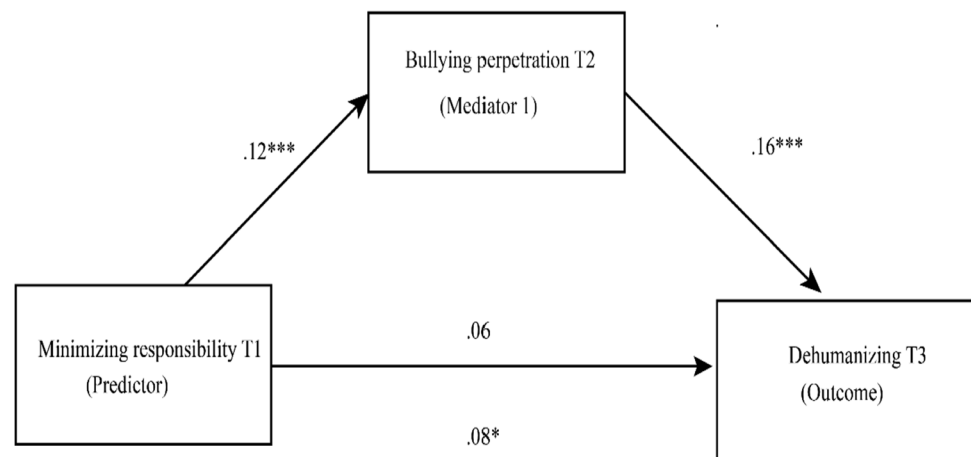 Bullying perpetration T2
(Mediator 1)
.12***
.16***
Minimizing responsibility T1
(Predictor)
.06
.08*
Dehumanizing T3
(Outcome)